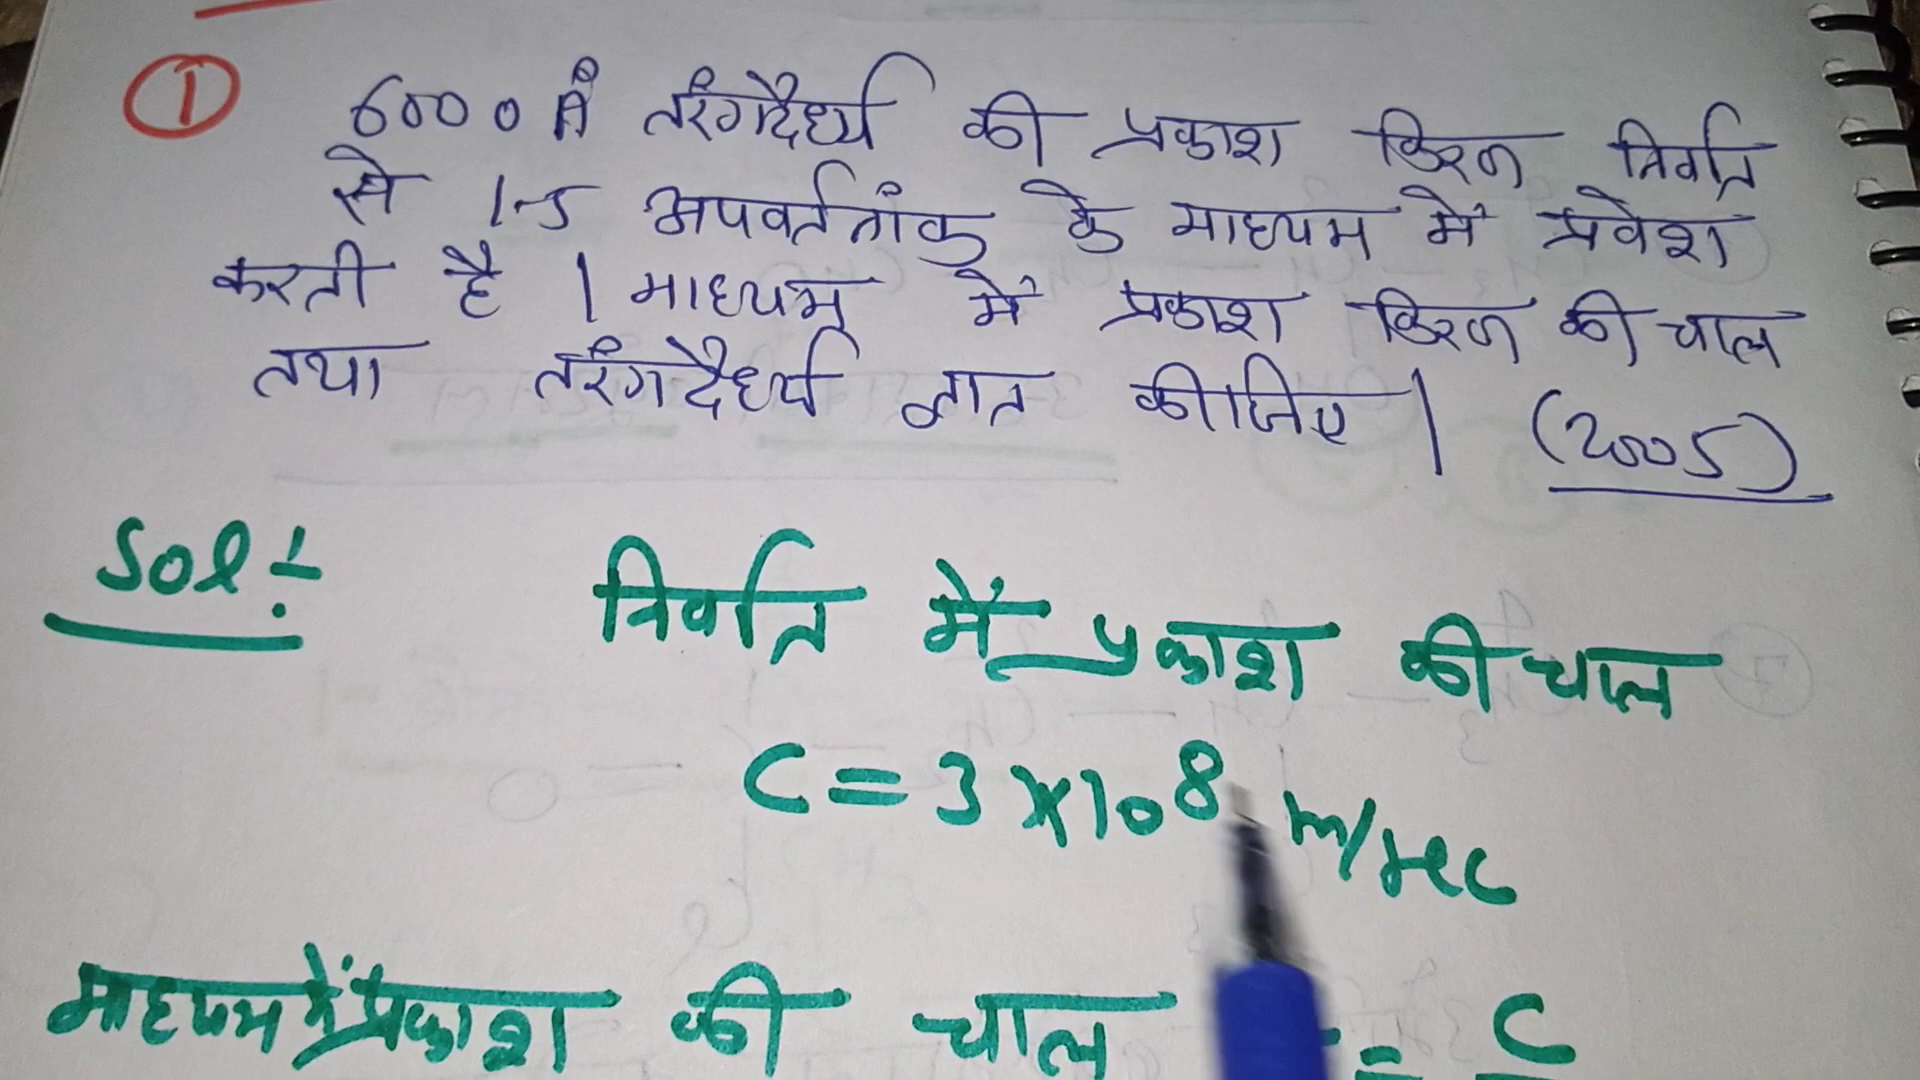 ① 6000 Å तरंगदैर्ध्य की प्रकाश किरण निर्वात
से 1.5 अपवर्तनांक के माध्यम में प्रवेश
करती है । माध्यम में प्रकाश किरण की चाल
तथा तरंगदैर्ध्य ज्ञात कीजिए । (2005)
Sol :-
निर्वात में प्रकाश की चाल
C = 3 × 10⁸ m/sec
माध्यम में प्रकाश की चाल = C